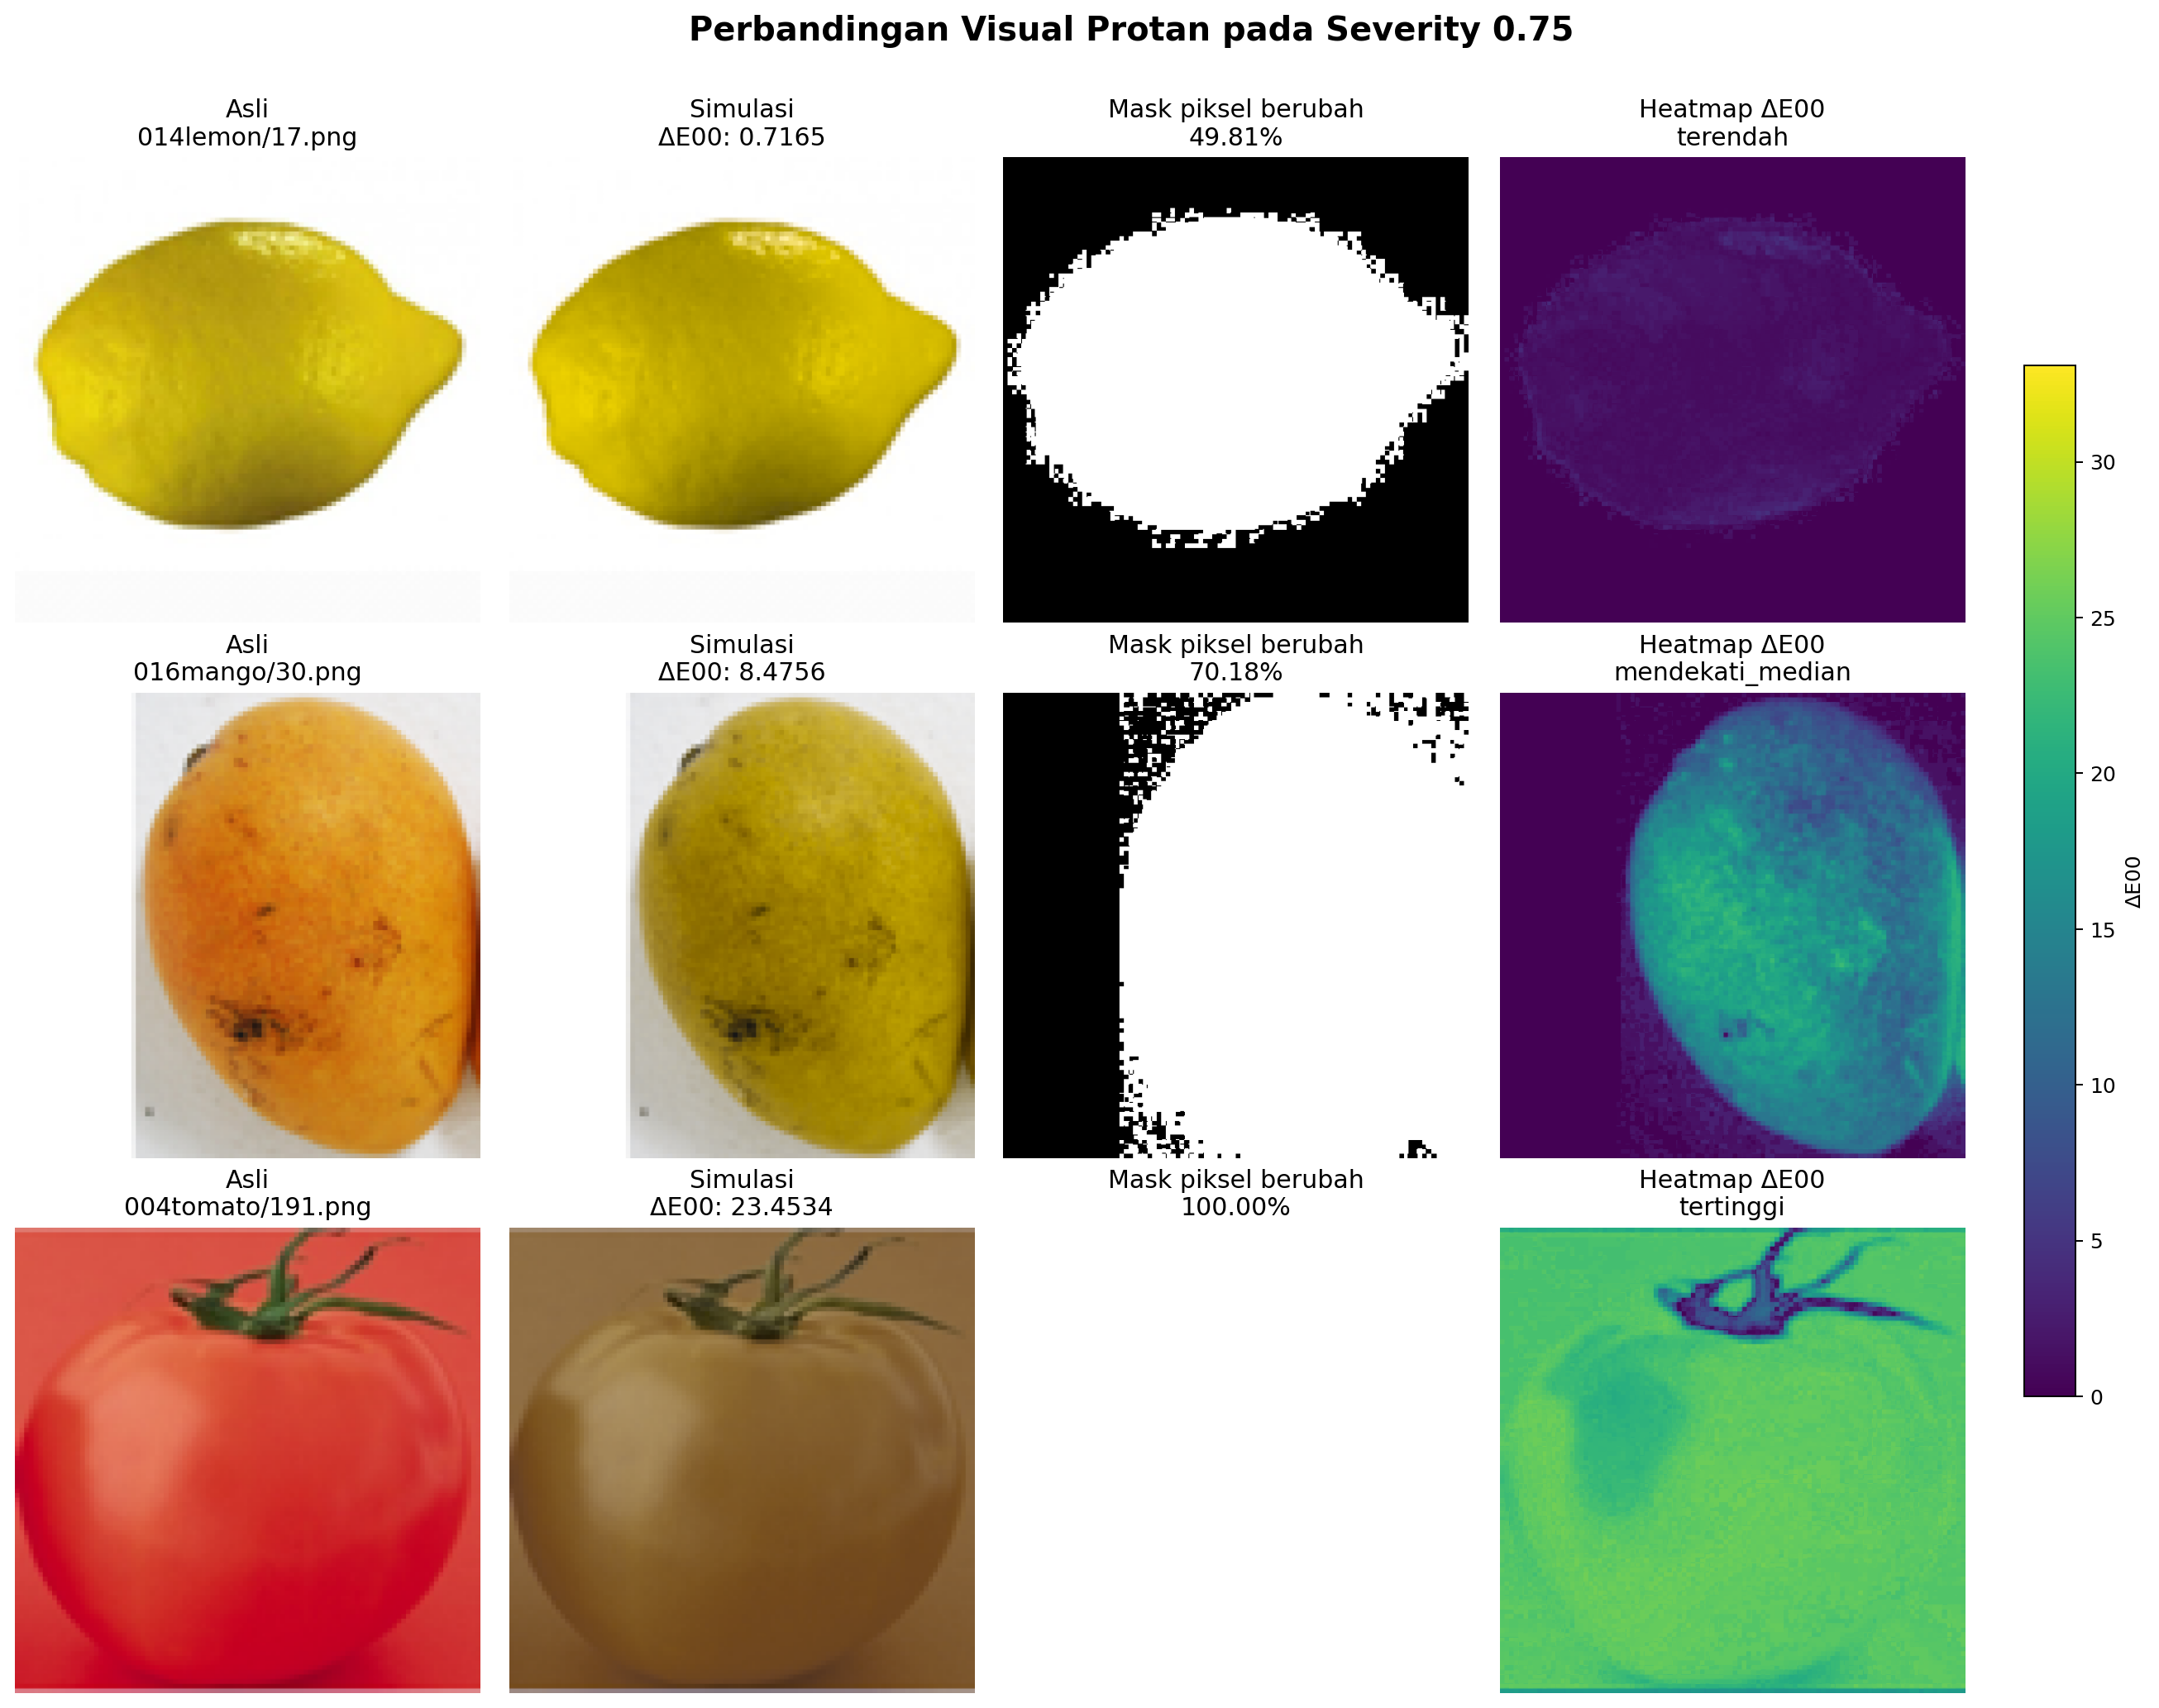 Perbandingan Visual Protan pada Severity 0.75
Asli
014lemon/17.png
Simulasi
ΔE00: 0.7165
Mask piksel berubah
49.81%
Heatmap ΔE00
terendah
Asli
016mango/30.png
Simulasi
ΔE00: 8.4756
Mask piksel berubah
70.18%
Heatmap ΔE00
mendekati_median
Asli
004tomato/191.png
Simulasi
ΔE00: 23.4534
Mask piksel berubah
100.00%
Heatmap ΔE00
tertinggi
30
25
20
15
10
5
0
ΔE00